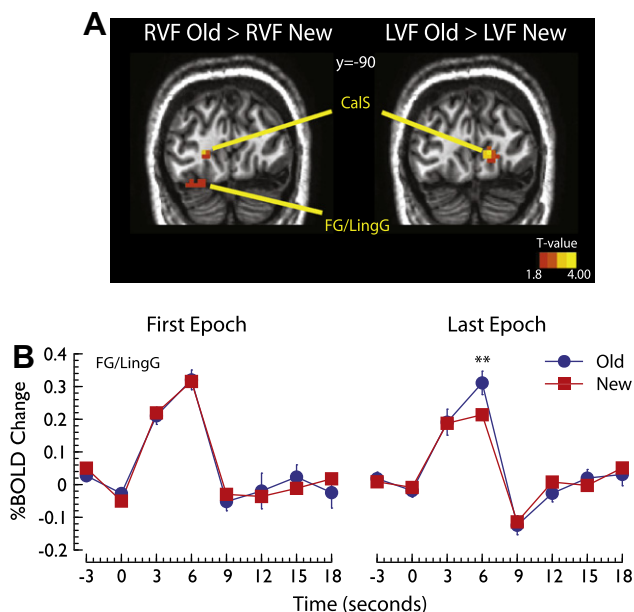 A
RVF Old > RVF New
LVF Old > LVF New
y=-90
CalS
FG/LingG
T-value
1.8 4.00
First Epoch
Last Epoch
B
FG/LingG
**
Old
New
%BOLD Change
0.4
0.3
0.2
0.1
0
-0.1
-0.2
-3 0 3 6 9 12 15 18
-3 0 3 6 9 12 15 18
Time (seconds)